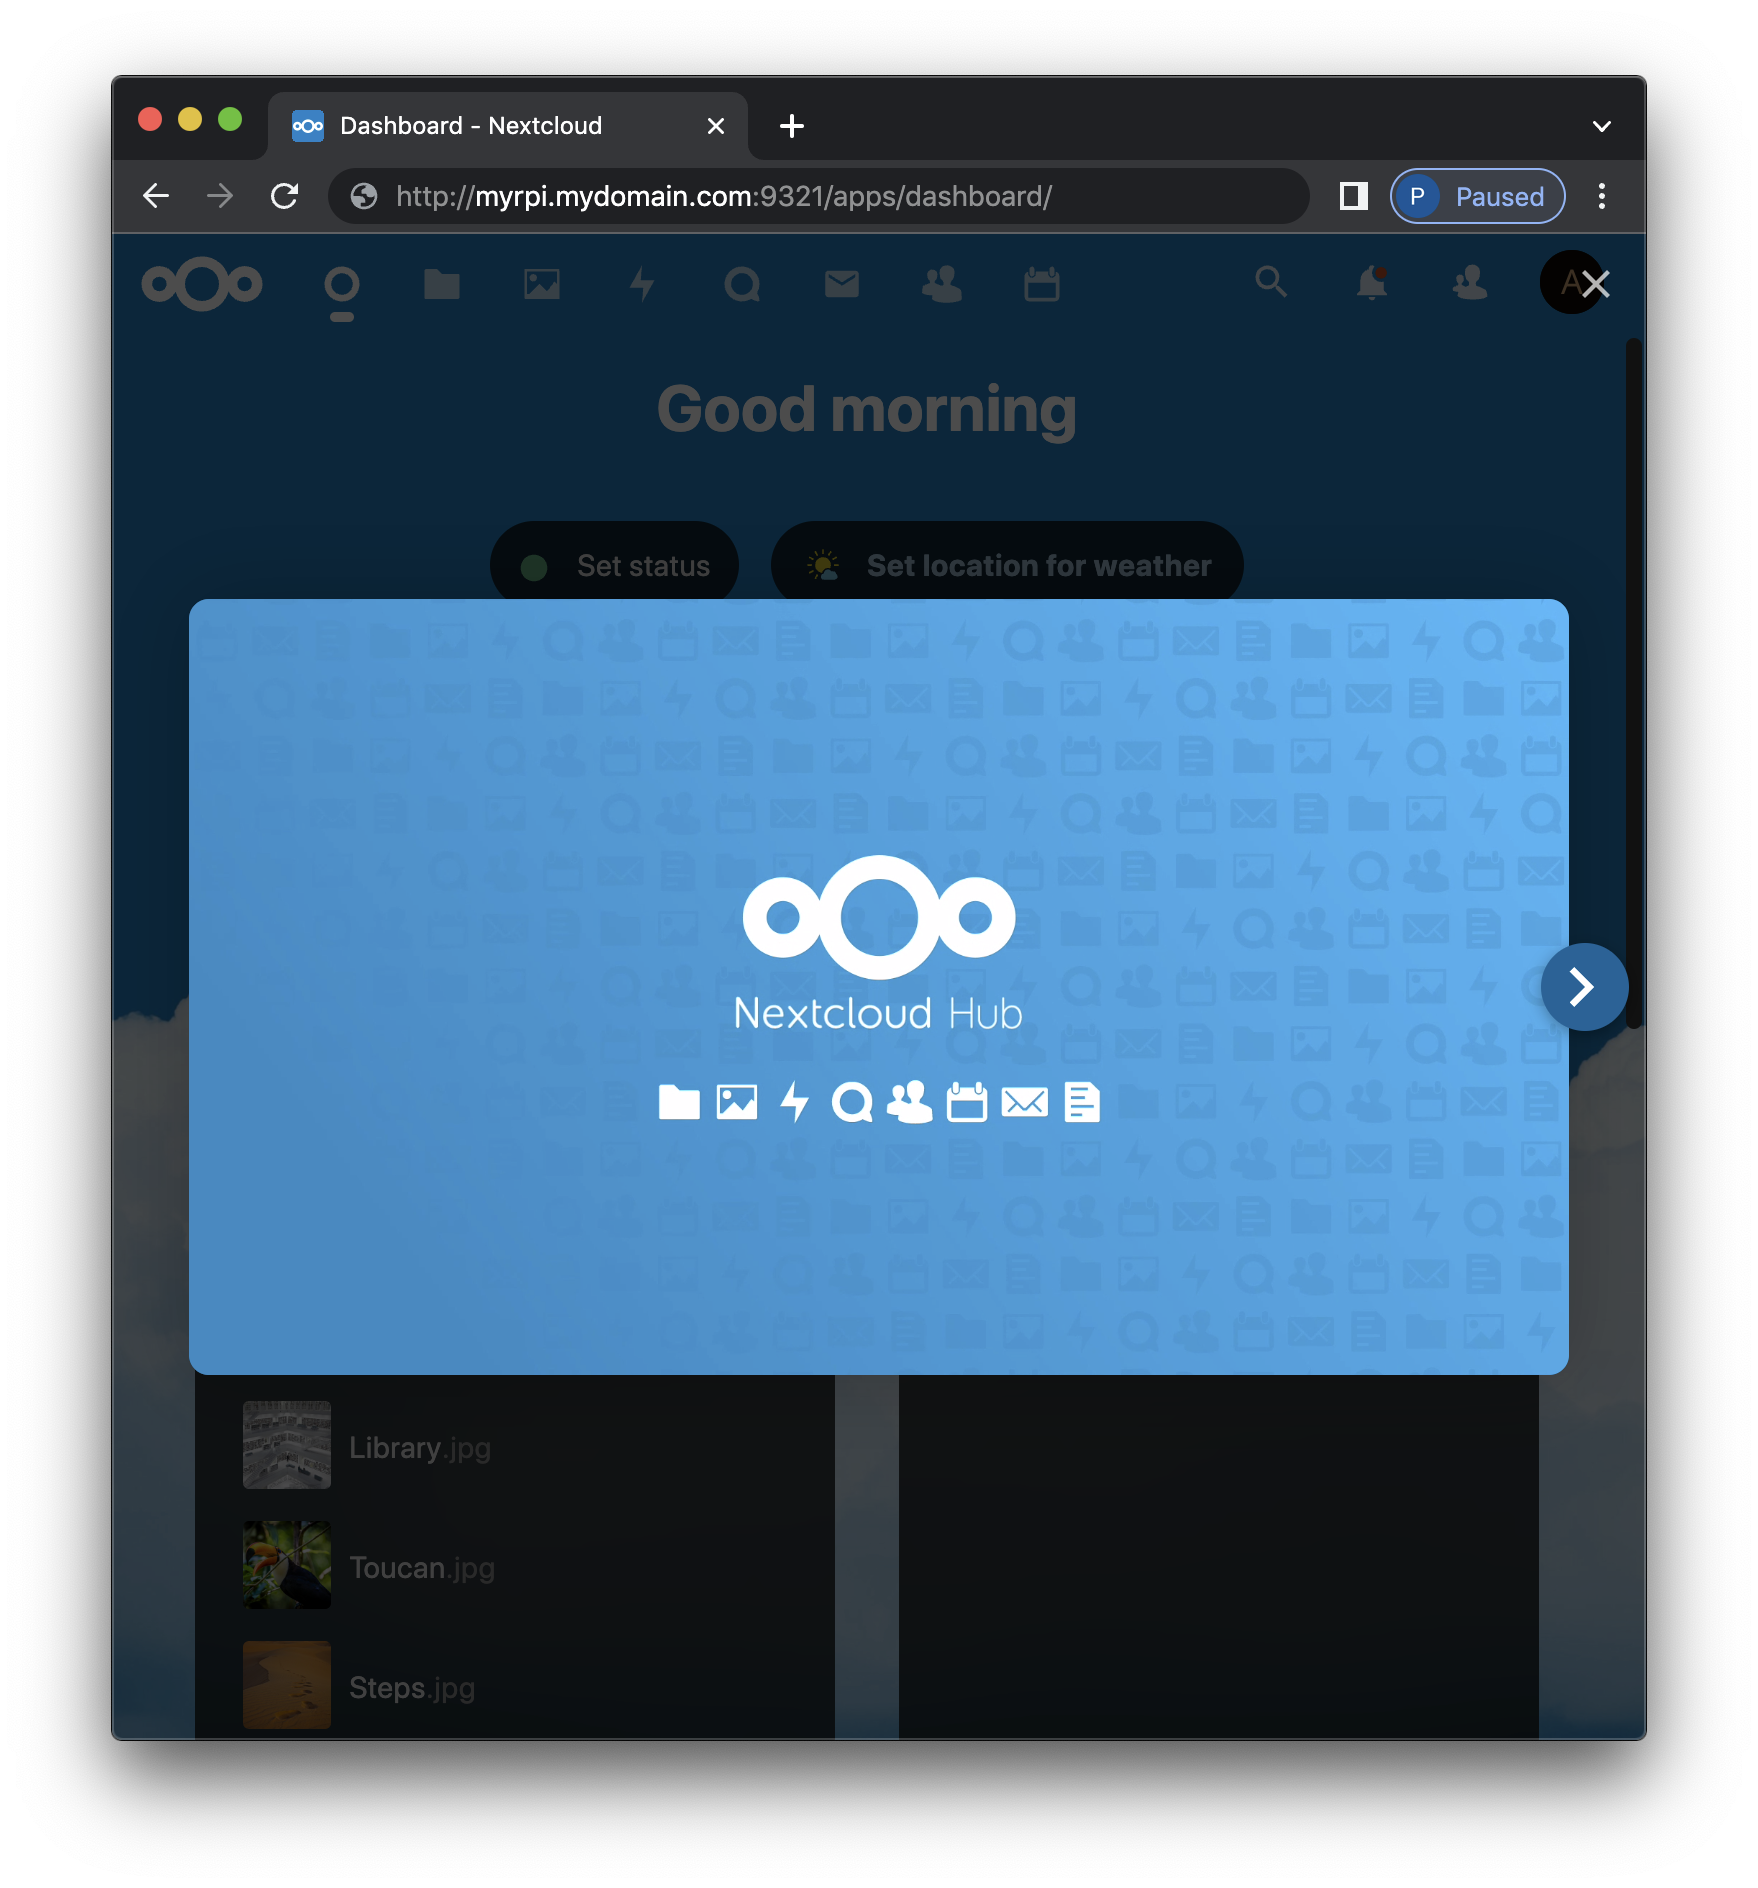 Dashboard - Nextcloud
http://myrpi.mydomain.com:9321/apps/dashboard/
P Paused
A
Good morning
Set status
Set location for weather
Nextcloud Hub
Library.jpg
Toucan.jpg
Steps.jpg